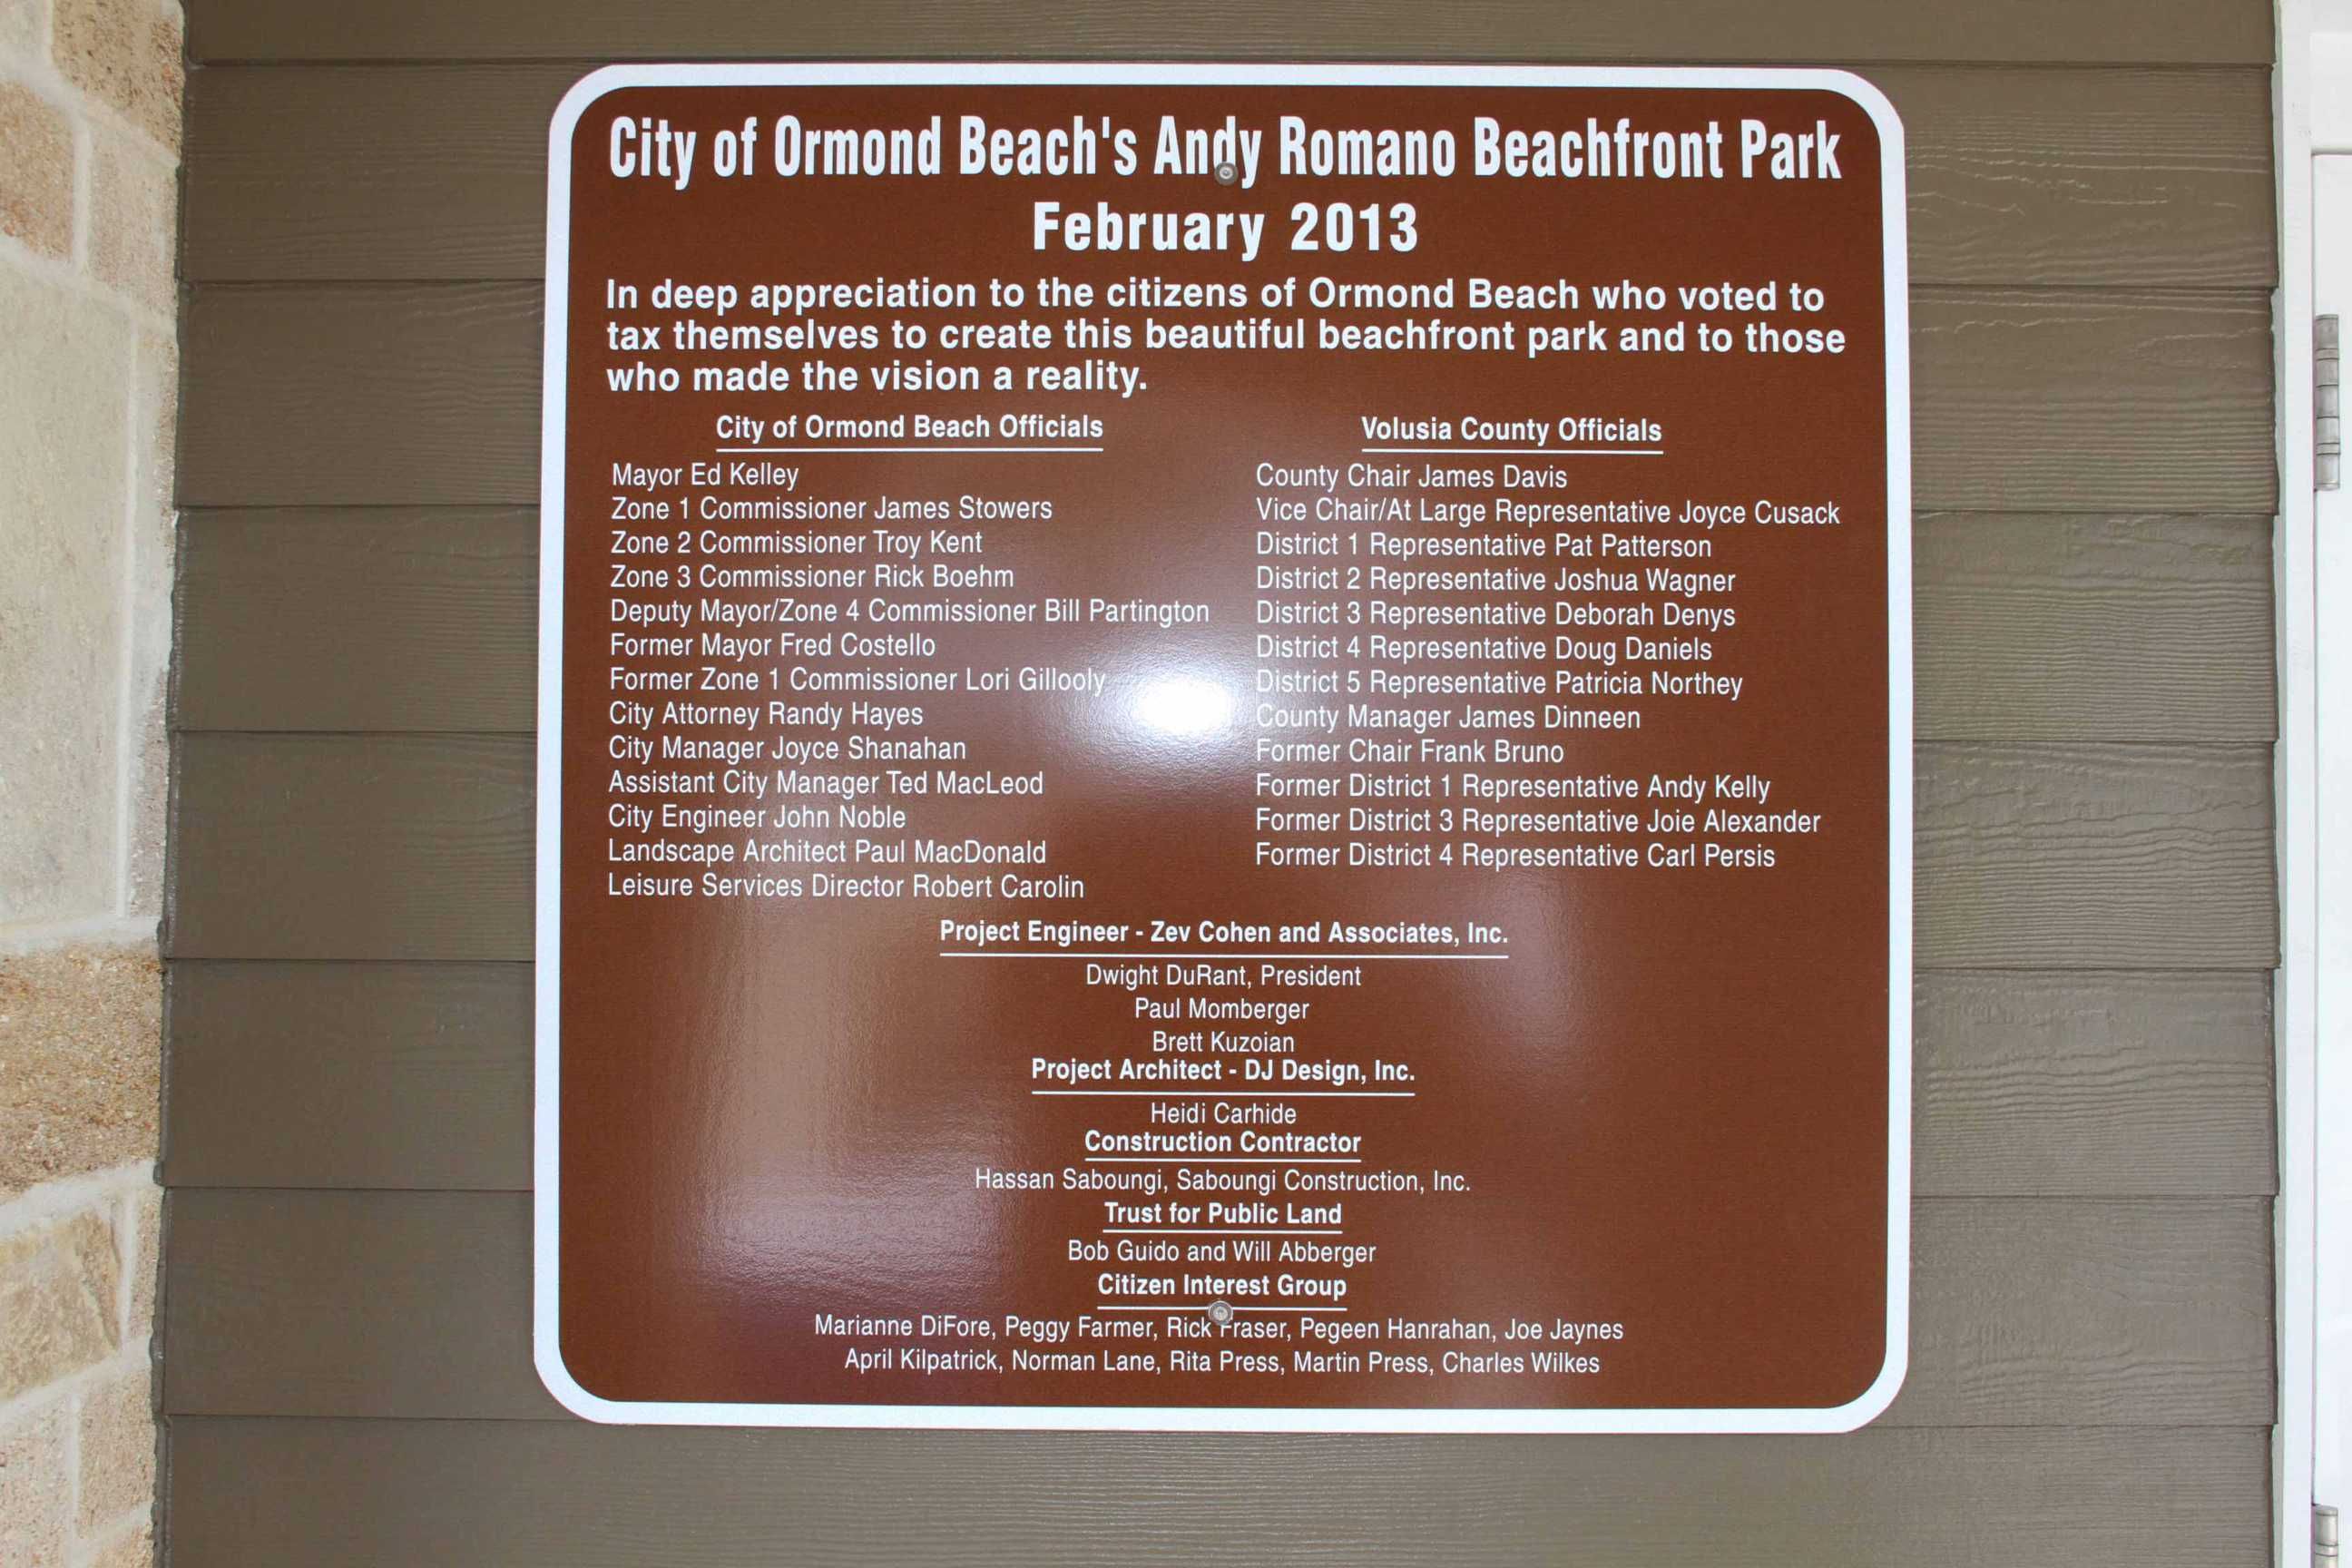 City of Ormond Beach's Andy Romano Beachfront Park
February 2013
In deep appreciation to the citizens of Ormond Beach who voted to
tax themselves to create this beautiful beachfront park and to those
who made the vision a reality.
City of Ormond Beach Officials
Mayor Ed Kelley
Zone 1 Commissioner James Stowers
Zone 2 Commissioner Troy Kent
Zone 3 Commissioner Rick Boehm
Deputy Mayor/Zone 4 Commissioner Bill Partington
Former Mayor Fred Costello
Former Zone 1 Commissioner Lori Gillooly
City Attorney Randy Hayes
City Manager Joyce Shanahan
Assistant City Manager Ted MacLeod
City Engineer John Noble
Landscape Architect Paul MacDonald
Leisure Services Director Robert Carolin
Volusia County Officials
County Chair James Davis
Vice Chair/At Large Representative Joyce Cusack
District 1 Representative Pat Patterson
District 2 Representative Joshua Wagner
District 3 Representative Deborah Denys
District 4 Representative Doug Daniels
District 5 Representative Patricia Northey
County Manager James Dinneen
Former Chair Frank Bruno
Former District 1 Representative Andy Kelly
Former District 3 Representative Joie Alexander
Former District 4 Representative Carl Persis
Project Engineer - Zev Cohen and Associates, Inc.
Dwight DuRant, President
Paul Momberger
Brett Kuzoian
Project Architect - DJ Design, Inc.
Heidi Carhide
Construction Contractor
Hassan Saboungi, Saboungi Construction, Inc.
Trust for Public Land
Bob Guido and Will Abberger
Citizen Interest Group
Marianne DiFore, Peggy Farmer, Rick Fraser, Pegeen Hanrahan, Joe Jaynes
April Kilpatrick, Norman Lane, Rita Press, Martin Press, Charles Wilkes